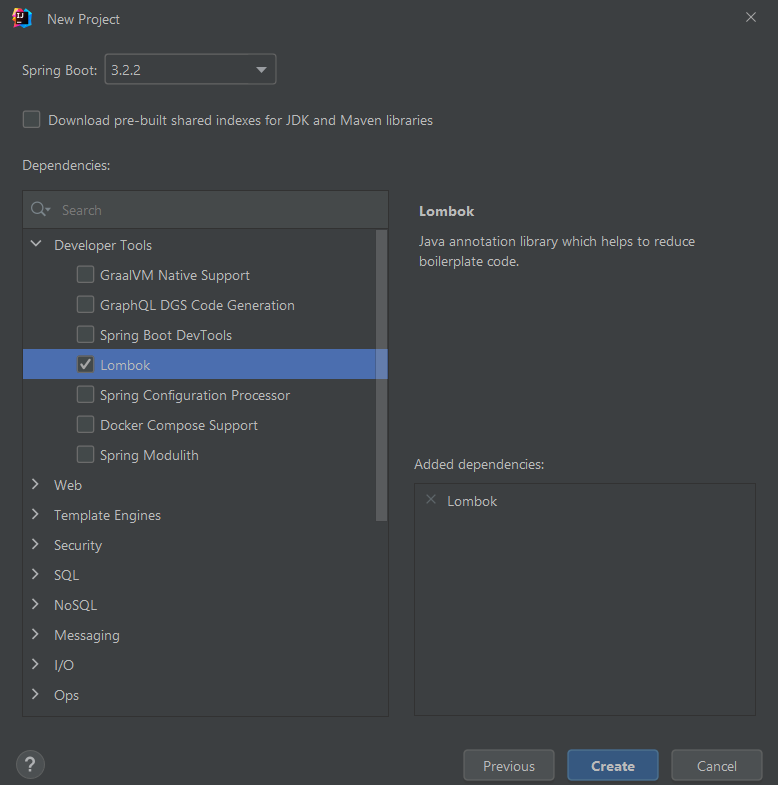 New Project
Spring Boot: 3.2.2
Download pre-built shared indexes for JDK and Maven libraries
Dependencies:
Search
Developer Tools
GraalVM Native Support
GraphQL DGS Code Generation
Spring Boot DevTools
Lombok
Spring Configuration Processor
Docker Compose Support
Spring Modulith
Web
Template Engines
Security
SQL
NoSQL
Messaging
I/O
Ops
Lombok
Java annotation library which helps to reduce
boilerplate code.
Added dependencies:
Lombok
?
Previous
Create
Cancel